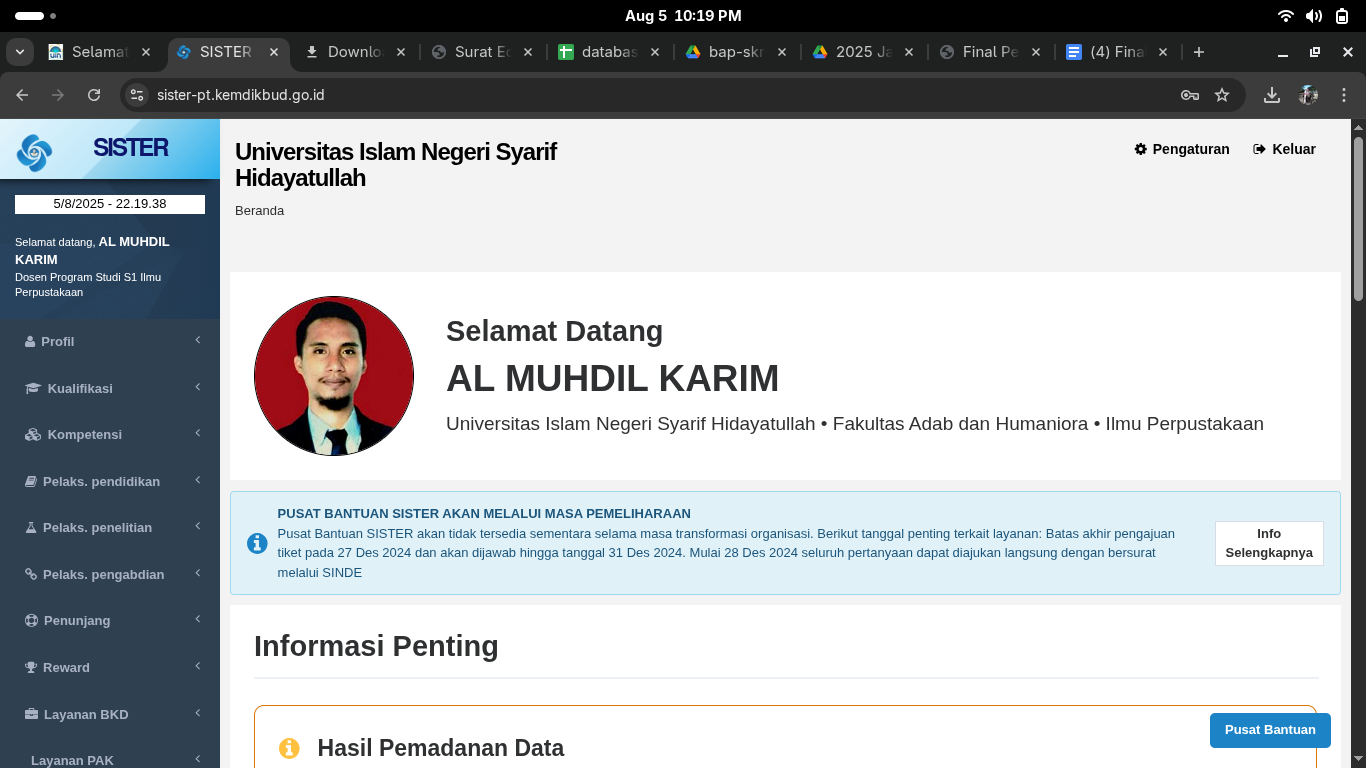 Aug 5 10:19 PM
Selamat
SISTER
Downlo
Surat Ec
databas
bap-skr
2025 Ja
Final Pe
(4) Fina
sister-pt.kemdikbud.go.id
SISTER
Universitas Islam Negeri Syarif
Hidayatullah
Pengaturan
Keluar
Beranda
5/8/2025 - 22.19.38
Selamat datang, AL MUHDIL
KARIM
Dosen Program Studi S1 Ilmu
Perpustakaan
Profil
Kualifikasi
Kompetensi
Pelaks. pendidikan
Pelaks. penelitian
Pelaks. pengabdian
Penunjang
Reward
Layanan BKD
Layanan PAK
Selamat Datang
AL MUHDIL KARIM
Universitas Islam Negeri Syarif Hidayatullah • Fakultas Adab dan Humaniora • Ilmu Perpustakaan
PUSAT BANTUAN SISTER AKAN MELALUI MASA PEMELIHARAAN
Pusat Bantuan SISTER akan tidak tersedia sementara selama masa transformasi organisasi. Berikut tanggal penting terkait layanan: Batas akhir pengajuan
tiket pada 27 Des 2024 dan akan dijawab hingga tanggal 31 Des 2024. Mulai 28 Des 2024 seluruh pertanyaan dapat diajukan langsung dengan bersurat
melalui SINDE
Info
Selengkapnya
Informasi Penting
Hasil Pemadanan Data
Pusat Bantuan